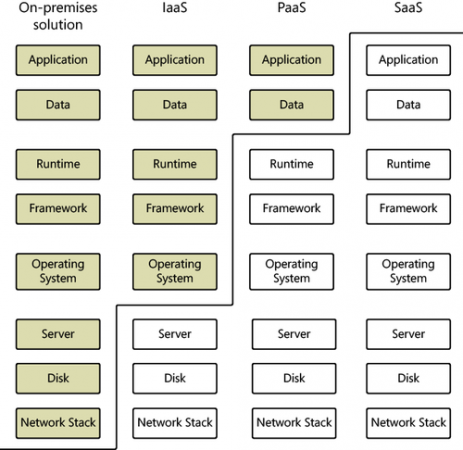 On-premises IaaS PaaS SaaS
solution
Application Application Application Application
Data Data Data Data
Runtime Runtime Runtime Runtime
Framework Framework Framework Framework
Operating Operating Operating Operating
System System System System
Server Server Server Server
Disk Disk Disk Disk
Network Stack Network Stack Network Stack Network Stack